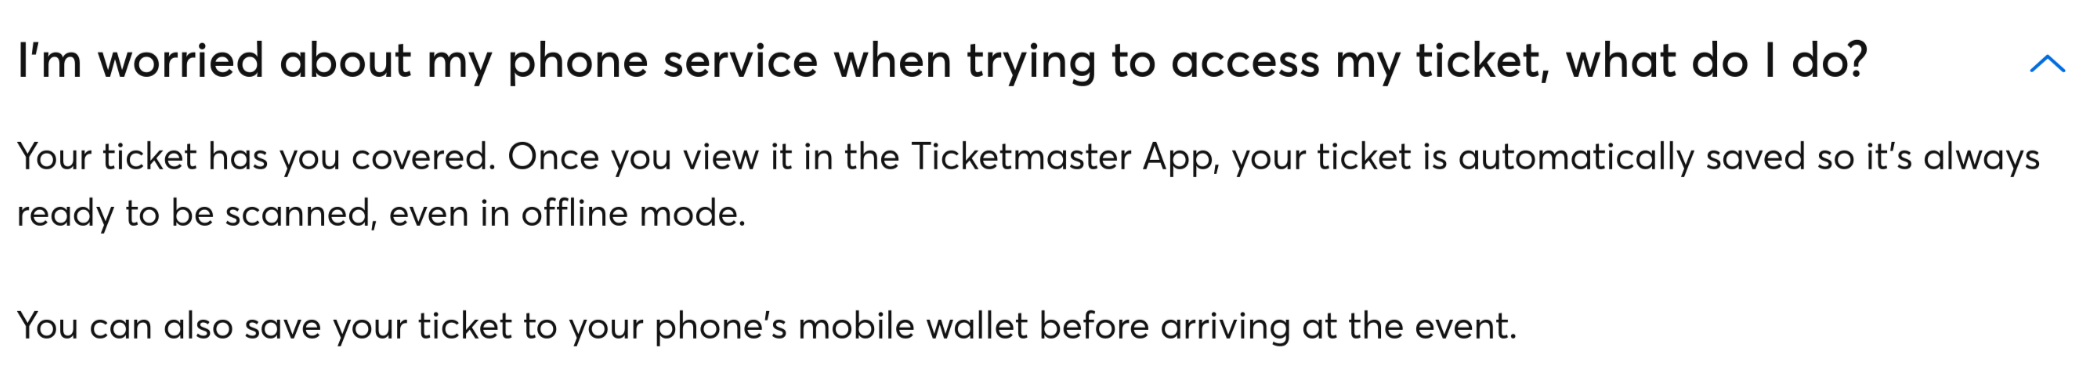 I'm worried about my phone service when trying to access my ticket, what do I do?
Your ticket has you covered. Once you view it in the Ticketmaster App, your ticket is automatically saved so it's always
ready to be scanned, even in offline mode.
You can also save your ticket to your phone's mobile wallet before arriving at the event.